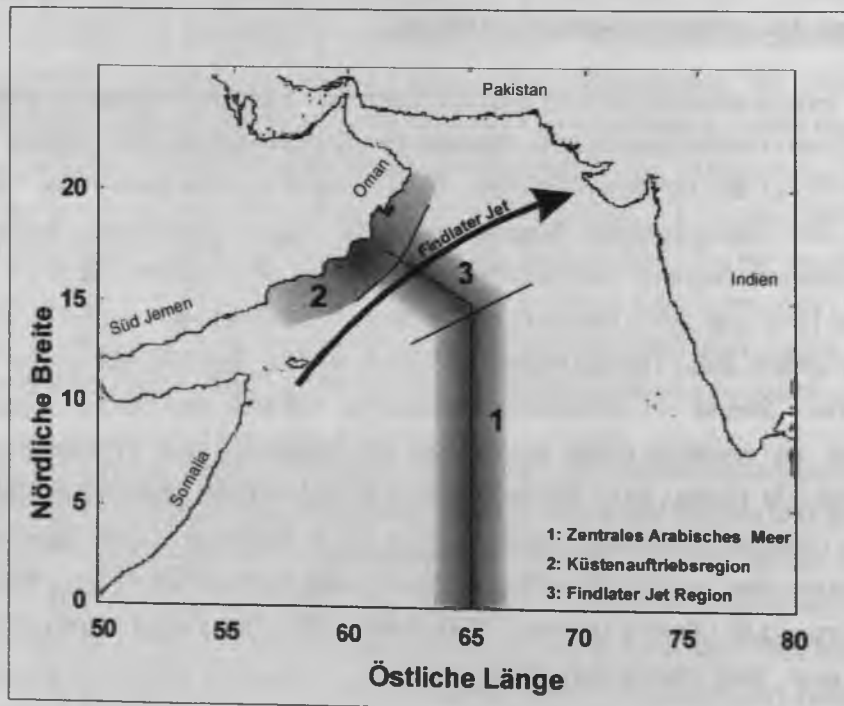 Pakistan
Oman
Findlater Jet
Süd Jemen
Indien
Somalia
1
2
3
Nördliche Breite
20
15
10
5
0
50 55 60 65 70 75 80
Östliche Länge
1: Zentrales Arabisches Meer
2: Küstenauftriebsregion
3: Findlater Jet Region